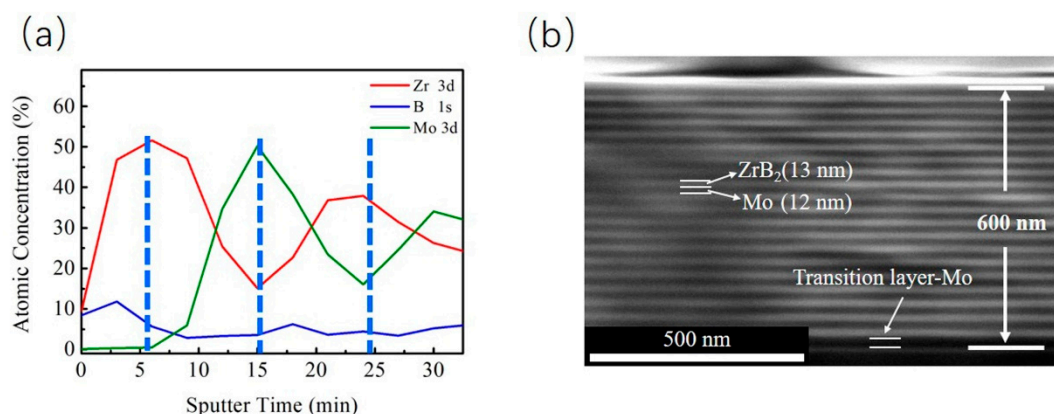 (a)
Atomic Concentration (%)
60
50
40
30
20
10
0
Zr 3d
B 1s
Mo 3d
0 5 10 15 20 25 30
Sputter Time (min)
(b)
ZrB₂(13 nm)
Mo (12 nm)
600 nm
Transition layer-Mo
500 nm